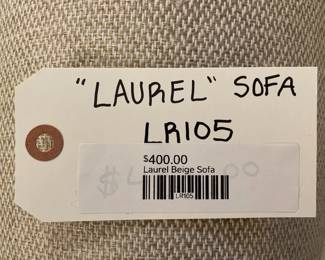 "LAUREL" SOFA
LR105
$400.00
Laurel Beige Sofa
LR105